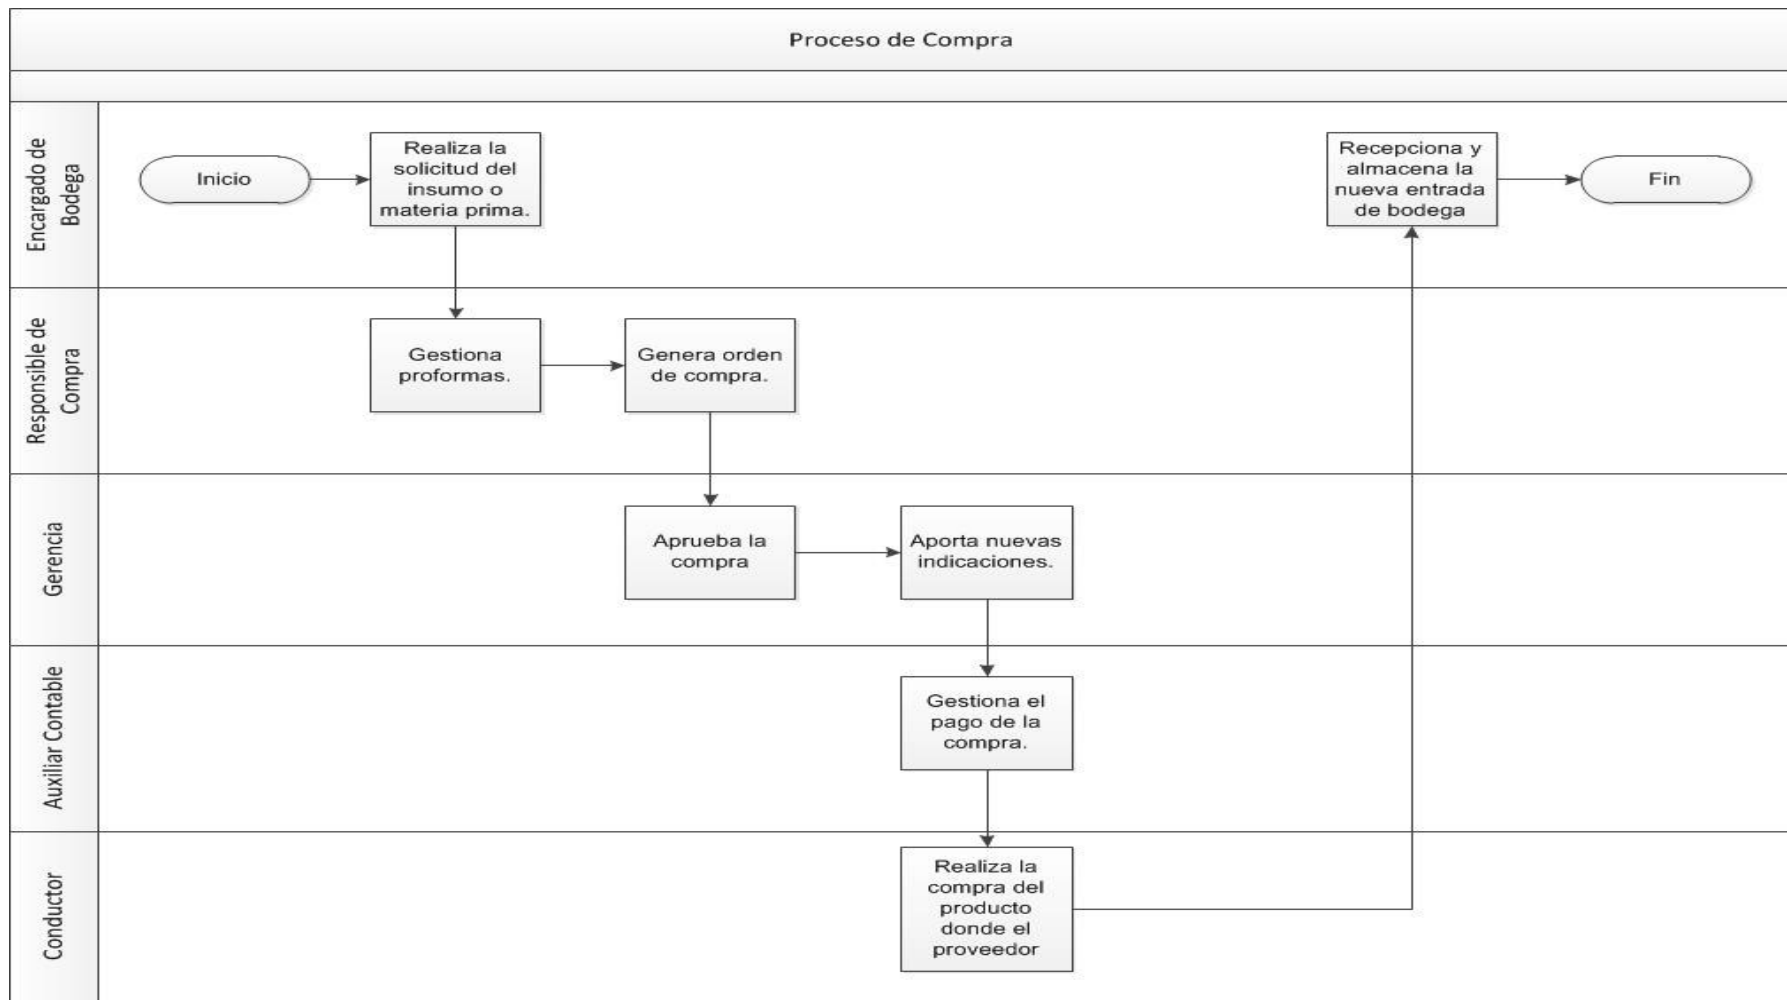 Proceso de Compra
Encargado de
Bodega
Inicio
Realiza la
solicitud del
insumo o
materia prima.
Recepciona y
almacena la
nueva entrada
de bodega
Fin
Responsible de
Compra
Gestiona
proformas.
Genera orden
de compra.
Gerencia
Aprueba la
compra
Aporta nuevas
indicaciones.
Auxiliar Contable
Gestiona el
pago de la
compra.
Conductor
Realiza la
compra del
producto
donde el
proveedor